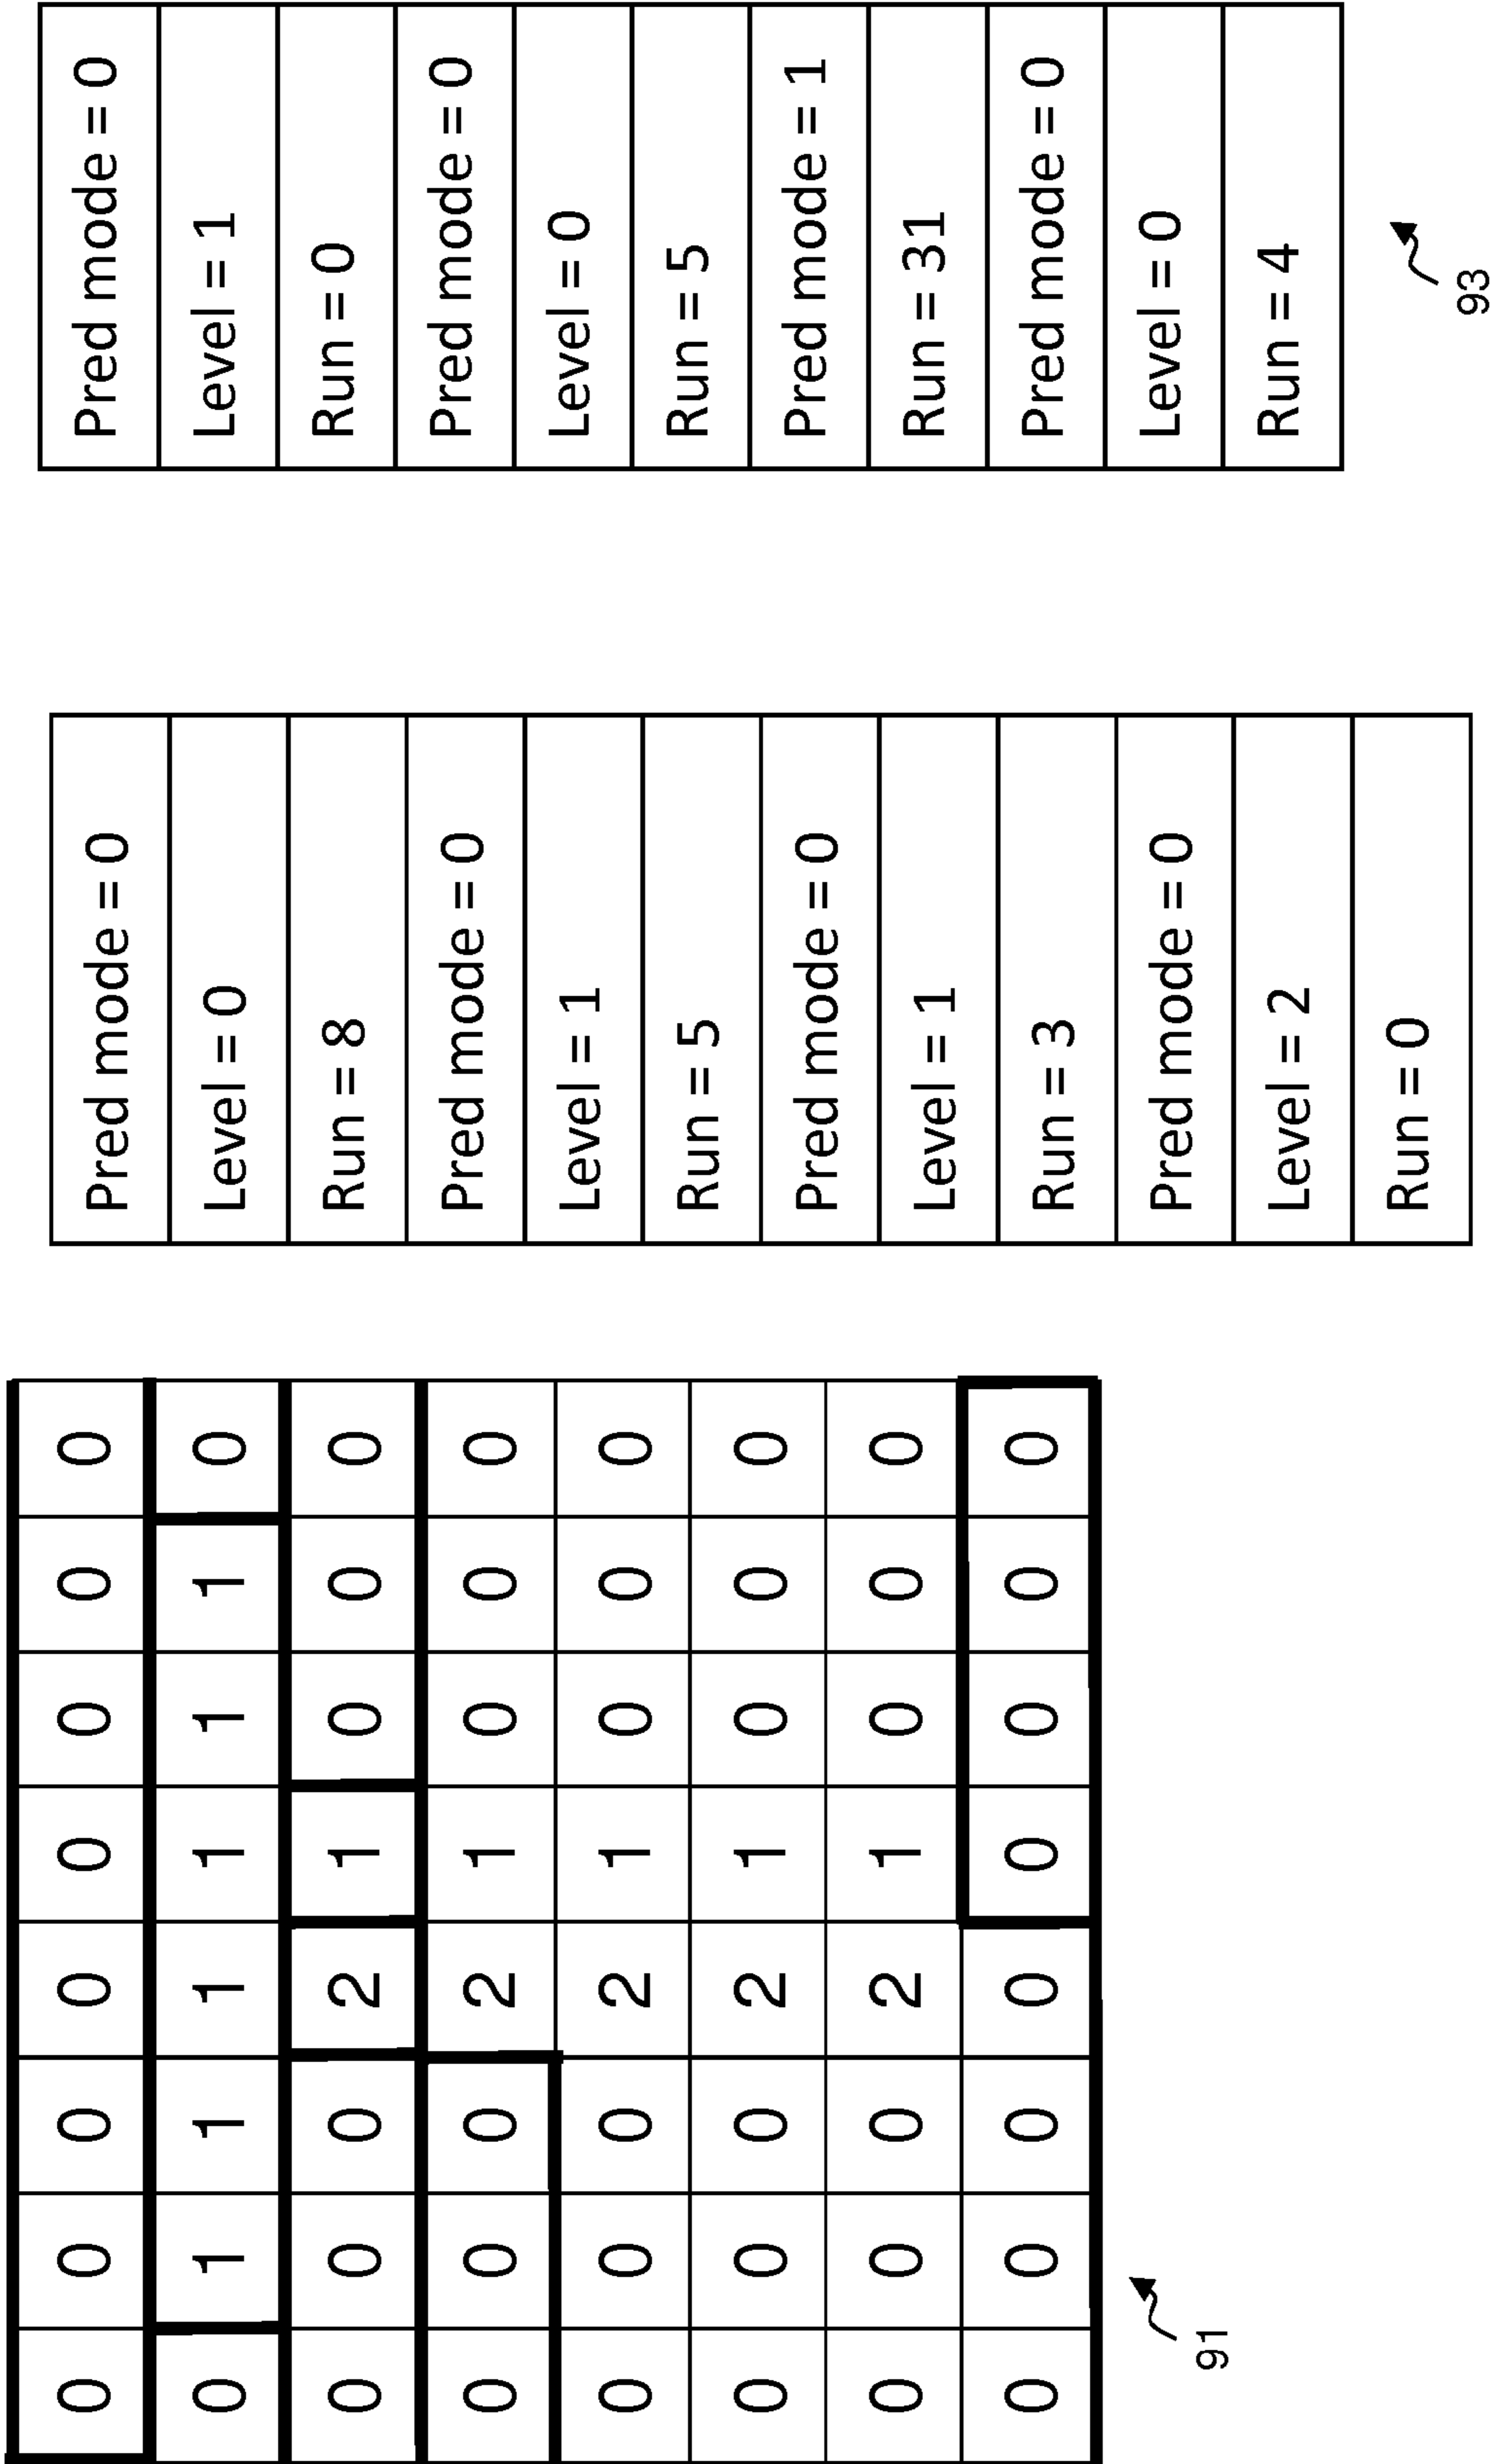 0 0 0 0 0 0 0 0
0 1 1 1 1 1 1 0
0 0 0 2 1 0 0 0
0 0 0 2 1 0 0 0
0 0 0 2 1 0 0 0
0 0 0 2 1 0 0 0
0 0 0 2 1 0 0 0
0 0 0 0 0 0 0 0
91
Pred mode = 0
Level = 0
Run = 8
Pred mode = 0
Level = 1
Run = 5
Pred mode = 0
Level = 1
Run = 3
Pred mode = 0
Level = 2
Run = 0
Pred mode = 0
Level = 1
Run = 0
Pred mode = 0
Level = 0
Run = 5
Pred mode = 1
Run = 31
Pred mode = 0
Level = 0
Run = 4
93